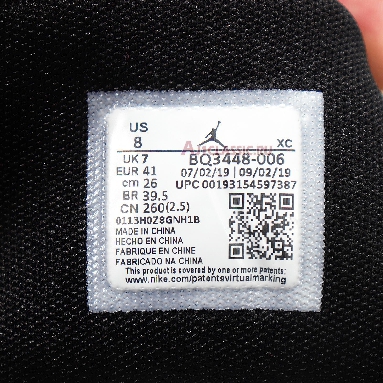 US
8
XC
UK 7
BQ3448-006
EUR 41
07/02/19 | 09/02/19
cm 26
UPC 00193154597387
BR 39.5
CN 260(2.5)
0113H0Z8GNH1B
MADE IN CHINA
HECHO EN CHINA
FABRIQUE EN CHINE
FABRICADO NA CHINA
This product is covered by one or more patents:
www.nike.com/patentsvirtualmarking